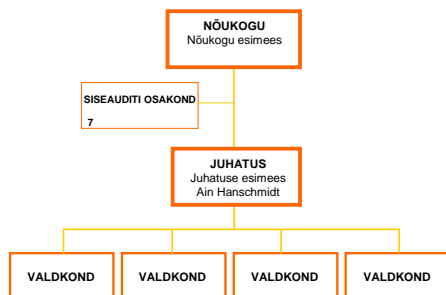 NÕUKOGU
Nõukogu esimees
SISEAUDITI OSAKOND
7
JUHATUS
Juhatuse esimees
Ain Hanschmidt
VALDKOND
VALDKOND
VALDKOND
VALDKOND